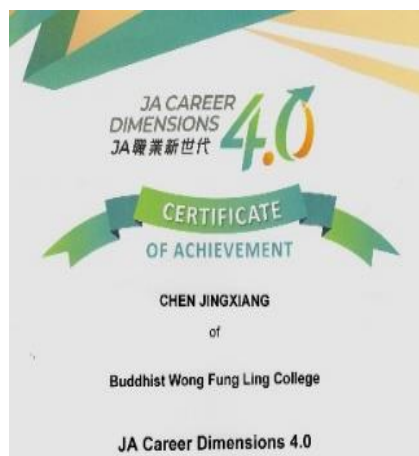 JA CAREER
DIMENSIONS
JA職業新世代
4.0
CERTIFICATE
OF ACHIEVEMENT
CHEN JINGXIANG
of
Buddhist Wong Fung Ling College
JA Career Dimensions 4.0